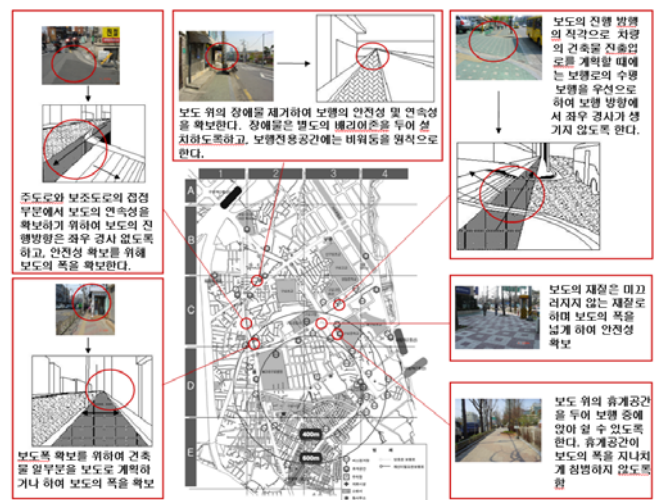 주도로와 보조도로의 접점
부분에서 보도의 연속성을
확보하기 위하여 보도의 진
행방향은 좌우 경사 없도록
하고, 안전성 확보를 위해
보도의 폭을 확보한다.
보도 위의 장애물 제거하여 보행의 안전성 및 연속성
을 확보한다. 장애물은 별도의 배리어존을 두어 설
치하도록하고, 보행전용공간에는 비워둠을 원칙으로
한다.
보도의 진행 방향
의 직각으로 차량
의 건축물 진출입
로를 계획할 때에
는 보행로의 수평
보행을 우선으로
하여 보행 방향에
서 좌우 경사가 생
기지 않도록 한다.
1 2 3 4
A
B
C
D
E
400m
800m
보도폭 확보를 위하여 건축
물 일부분을 보도로 계획하
거나 하여 보도의 폭을 확보
보도의 재질은 미끄
러지지 않는 재질로
하며 보도의 폭을
넓게 하여 안전성
확보
보도 위의 휴게공간
을 두어 보행 중에
앉아 쉴 수 있도록
한다. 휴게공간이
보도의 폭을 지나치
게 침범하지 않도록
함